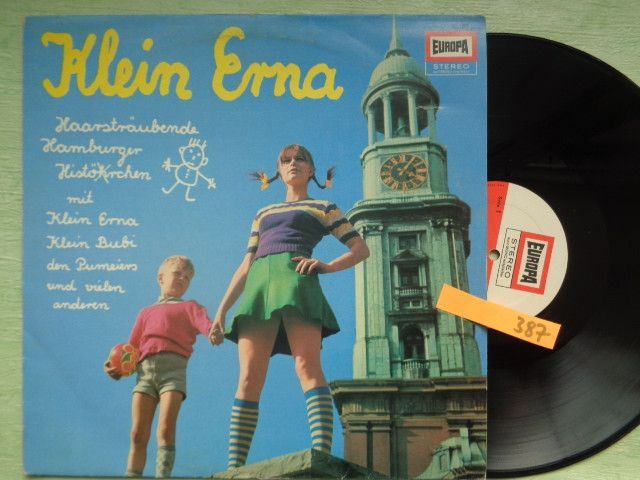 Klein Erna
EUROPA
STEREO
Haarsträubende
Hamburger
Histökrchen
mit
Klein Erna
Klein Bubi
den Pumeiers
und vielen
anderen
EUROPA
STEREO
387